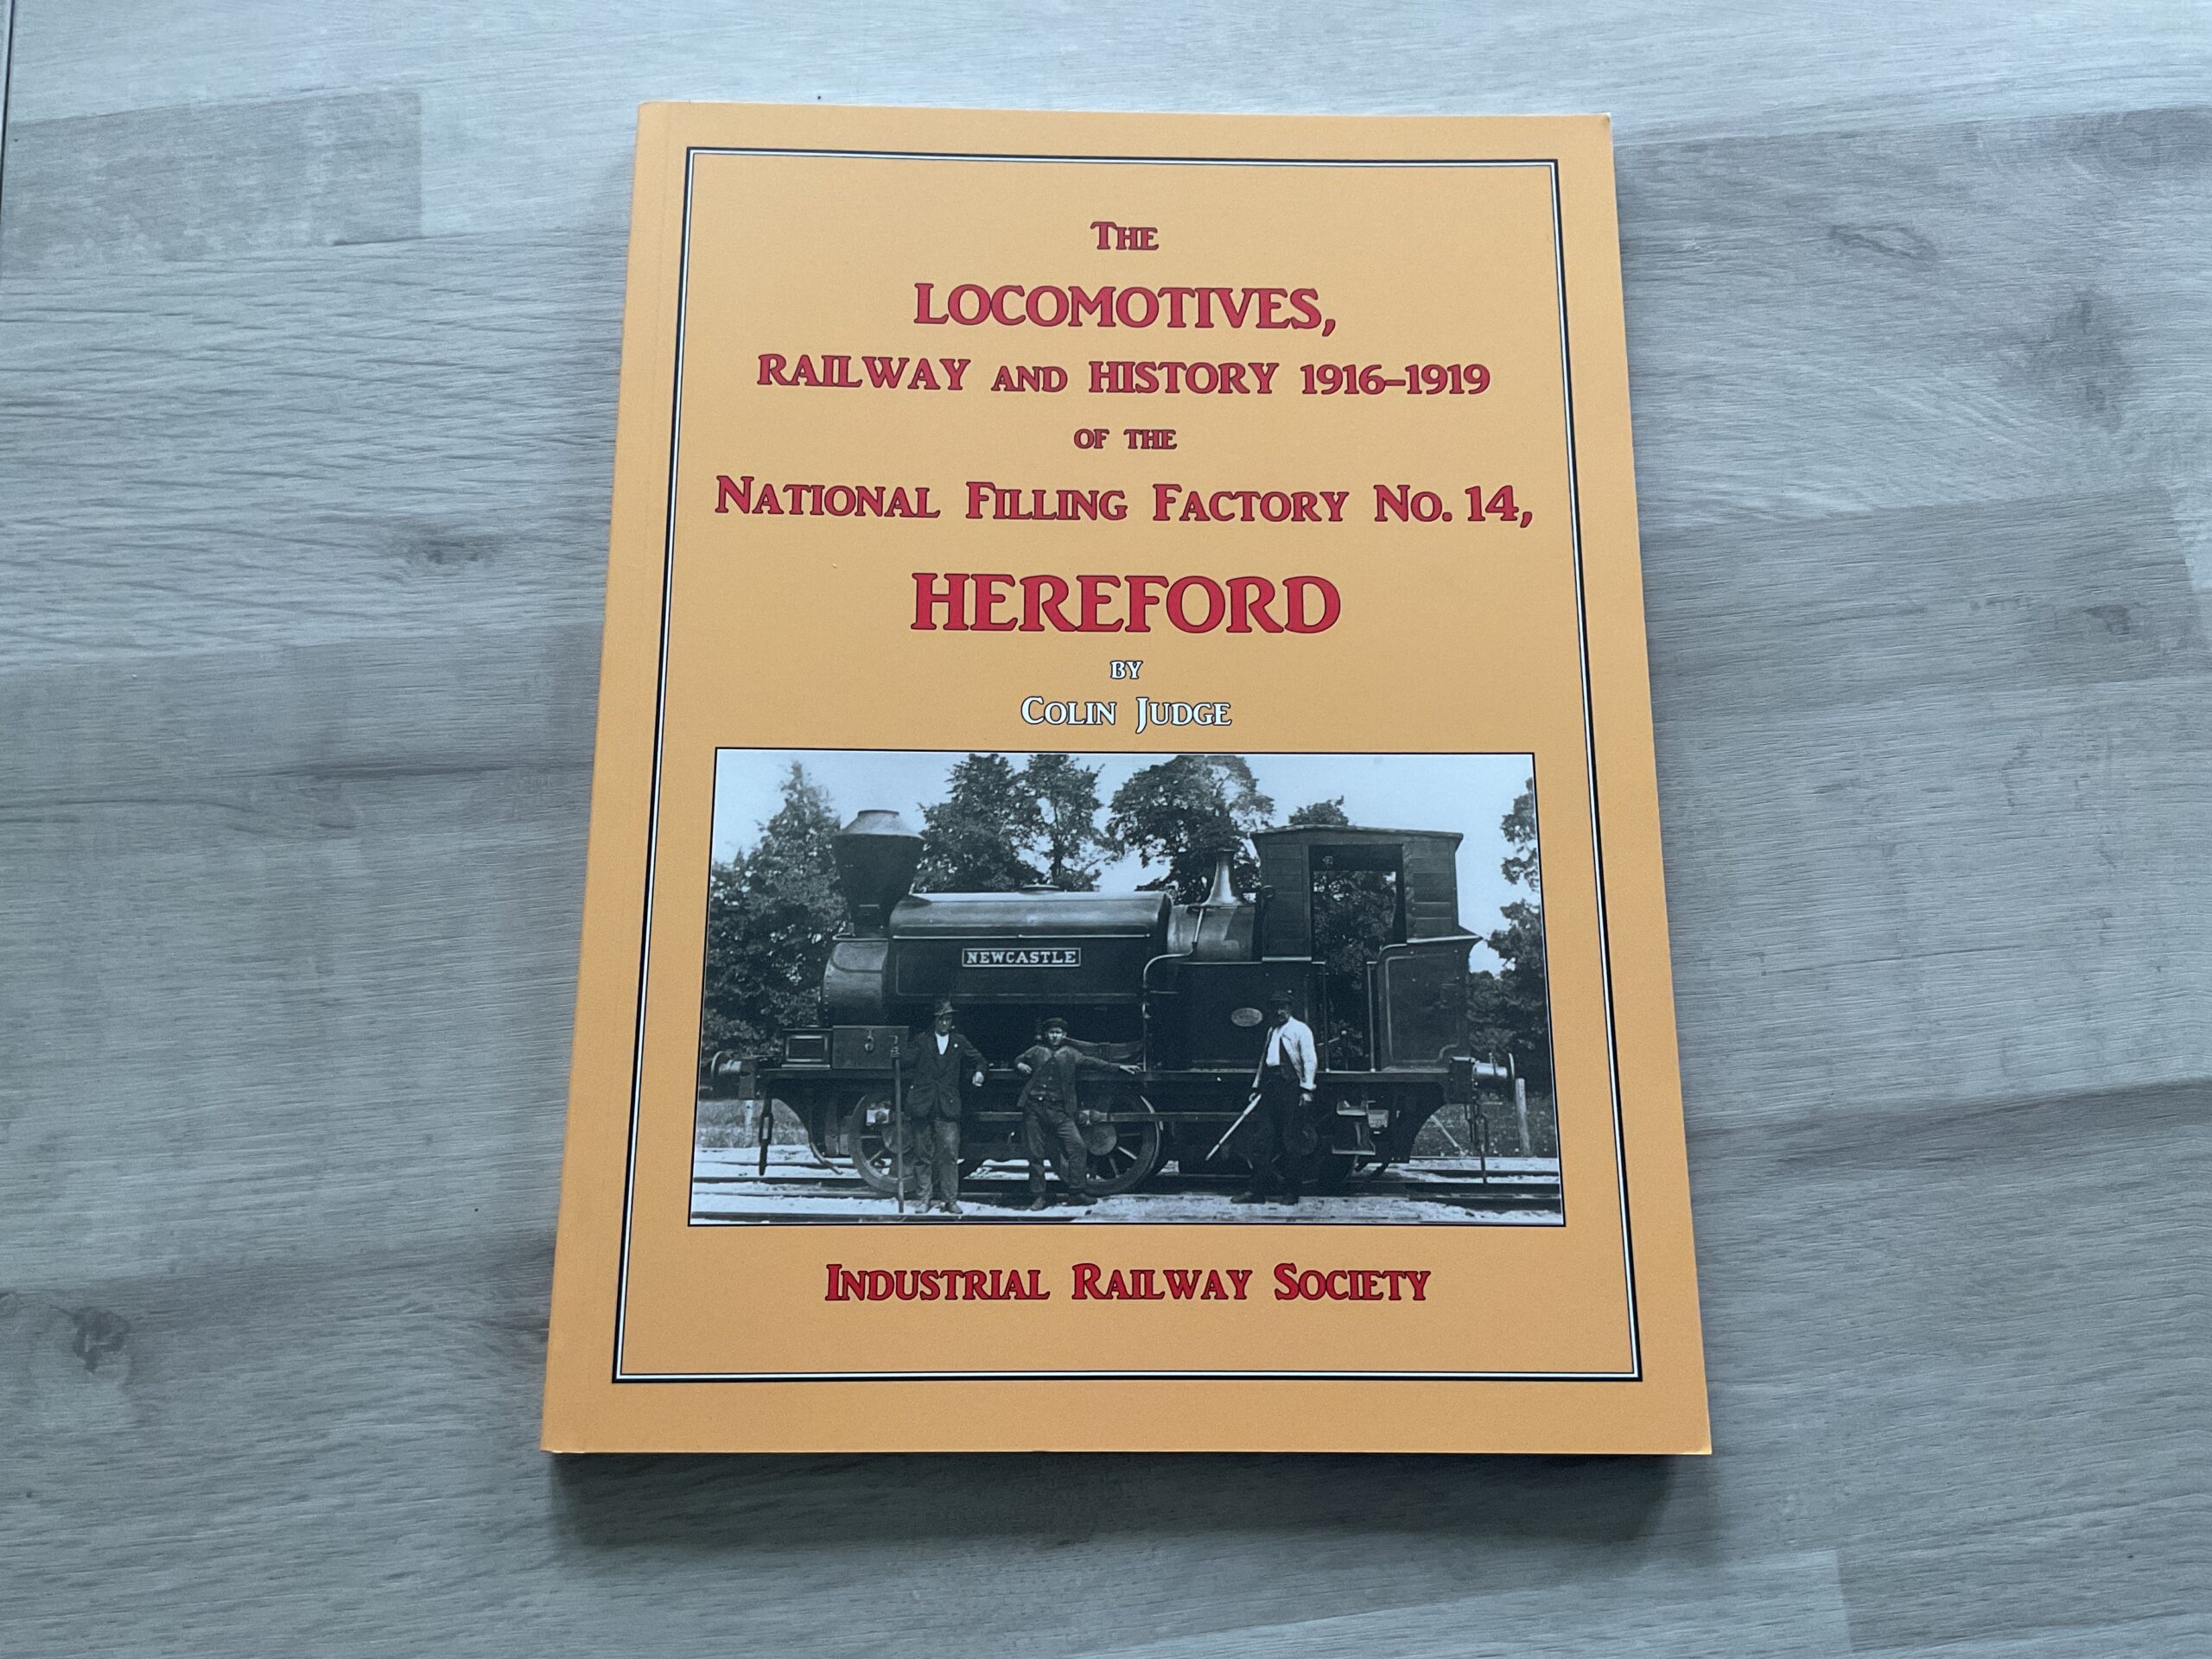 The
LOCOMOTIVES,
RAILWAY AND HISTORY 1916–1919
OF THE
National Filling Factory No. 14,
HEREFORD
BY
Colin Judge
NEWCASTLE
Industrial Railway Society